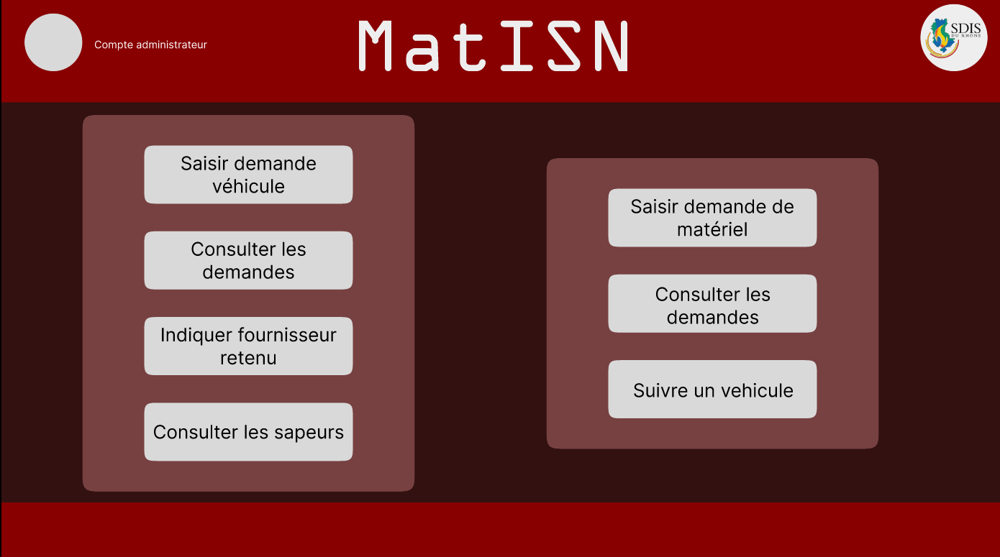 Compte administrateur
MatISN
SDIS
DU RHÔNE
Saisir demande
véhicule
Consulter les
demandes
Indiquer fournisseur
retenu
Consulter les sapeurs
Saisir demande de
matériel
Consulter les
demandes
Suivre un vehicule